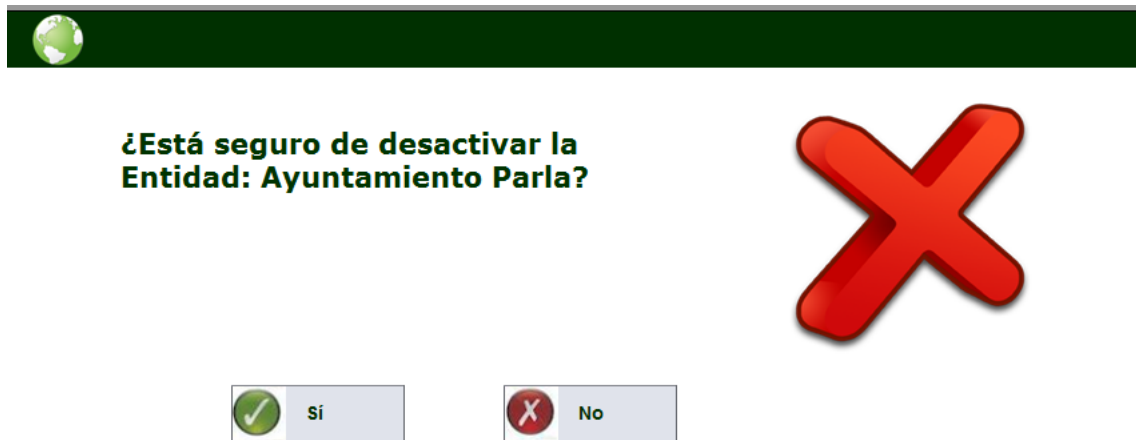 ¿Está seguro de desactivar la
Entidad: Ayuntamiento Parla?
Sí
No